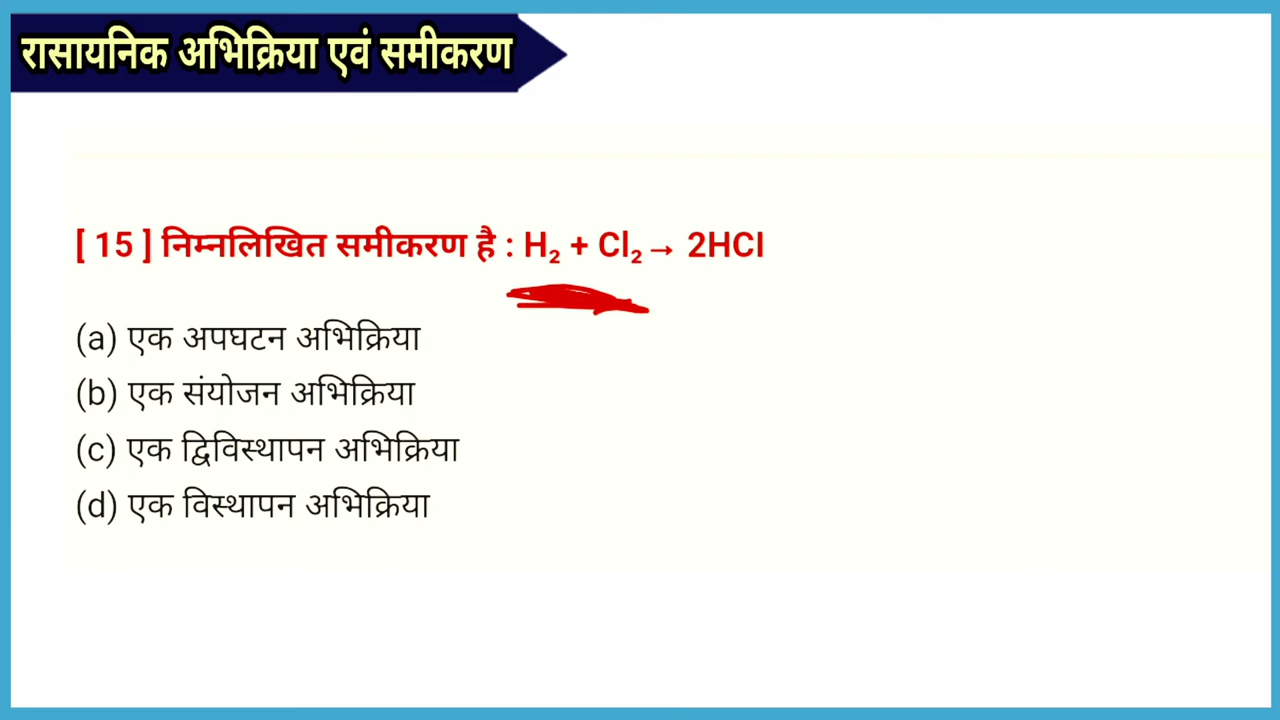 रासायनिक अभिक्रिया एवं समीकरण
[ 15 ] निम्नलिखित समीकरण है : H₂ + Cl₂ → 2HCI
(a) एक अपघटन अभिक्रिया
(b) एक संयोजन अभिक्रिया
(c) एक द्विविस्थापन अभिक्रिया
(d) एक विस्थापन अभिक्रिया